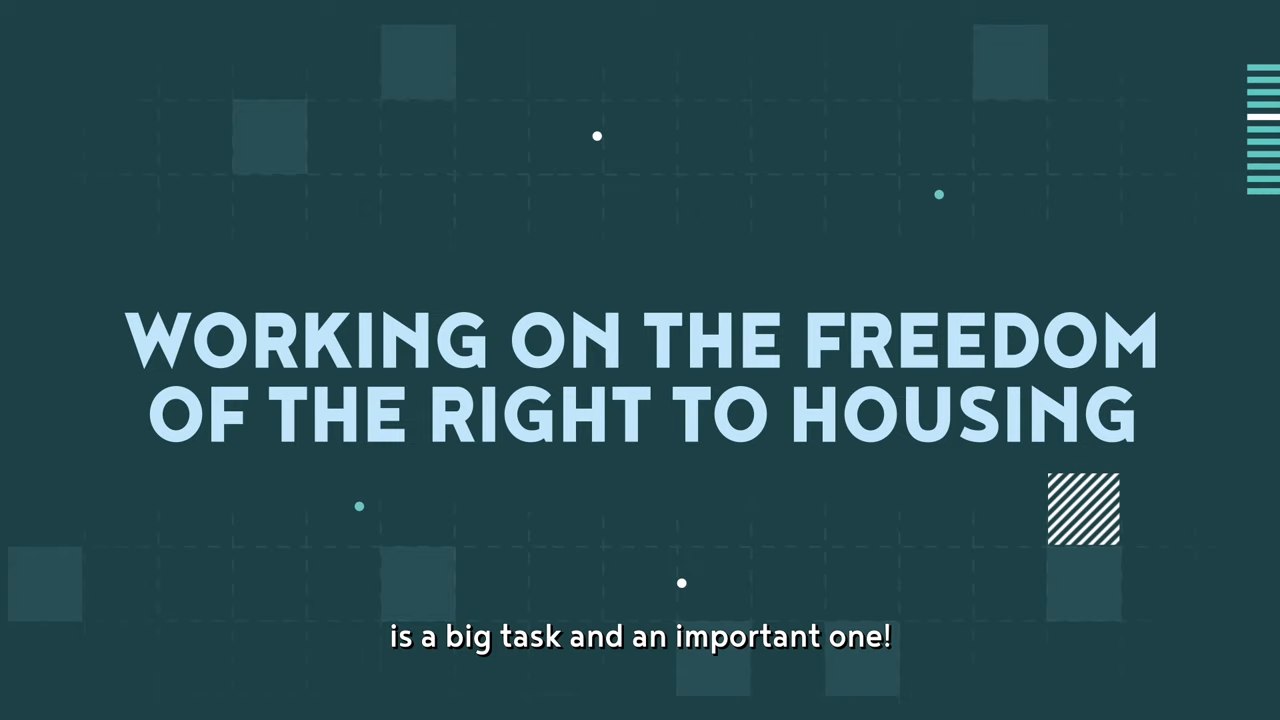 WORKING ON THE FREEDOM
OF THE RIGHT TO HOUSING
is a big task and an important one!